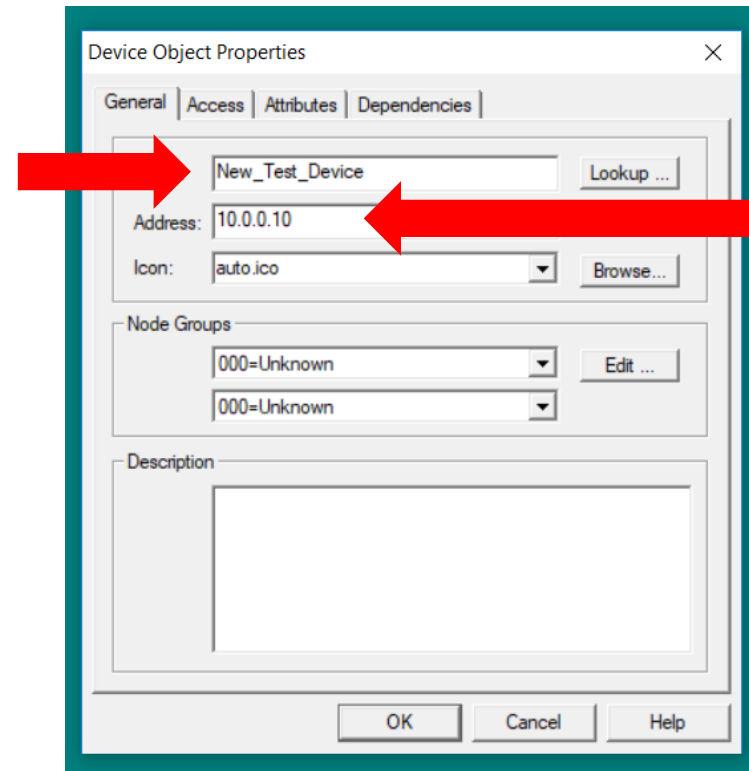 Device Object Properties
General Access Attributes Dependencies
New_Test_Device Lookup ...
Address: 10.0.0.10
Icon: auto.ico Browse...
Node Groups
000=Unknown Edit ...
000=Unknown
Description
OK Cancel Help